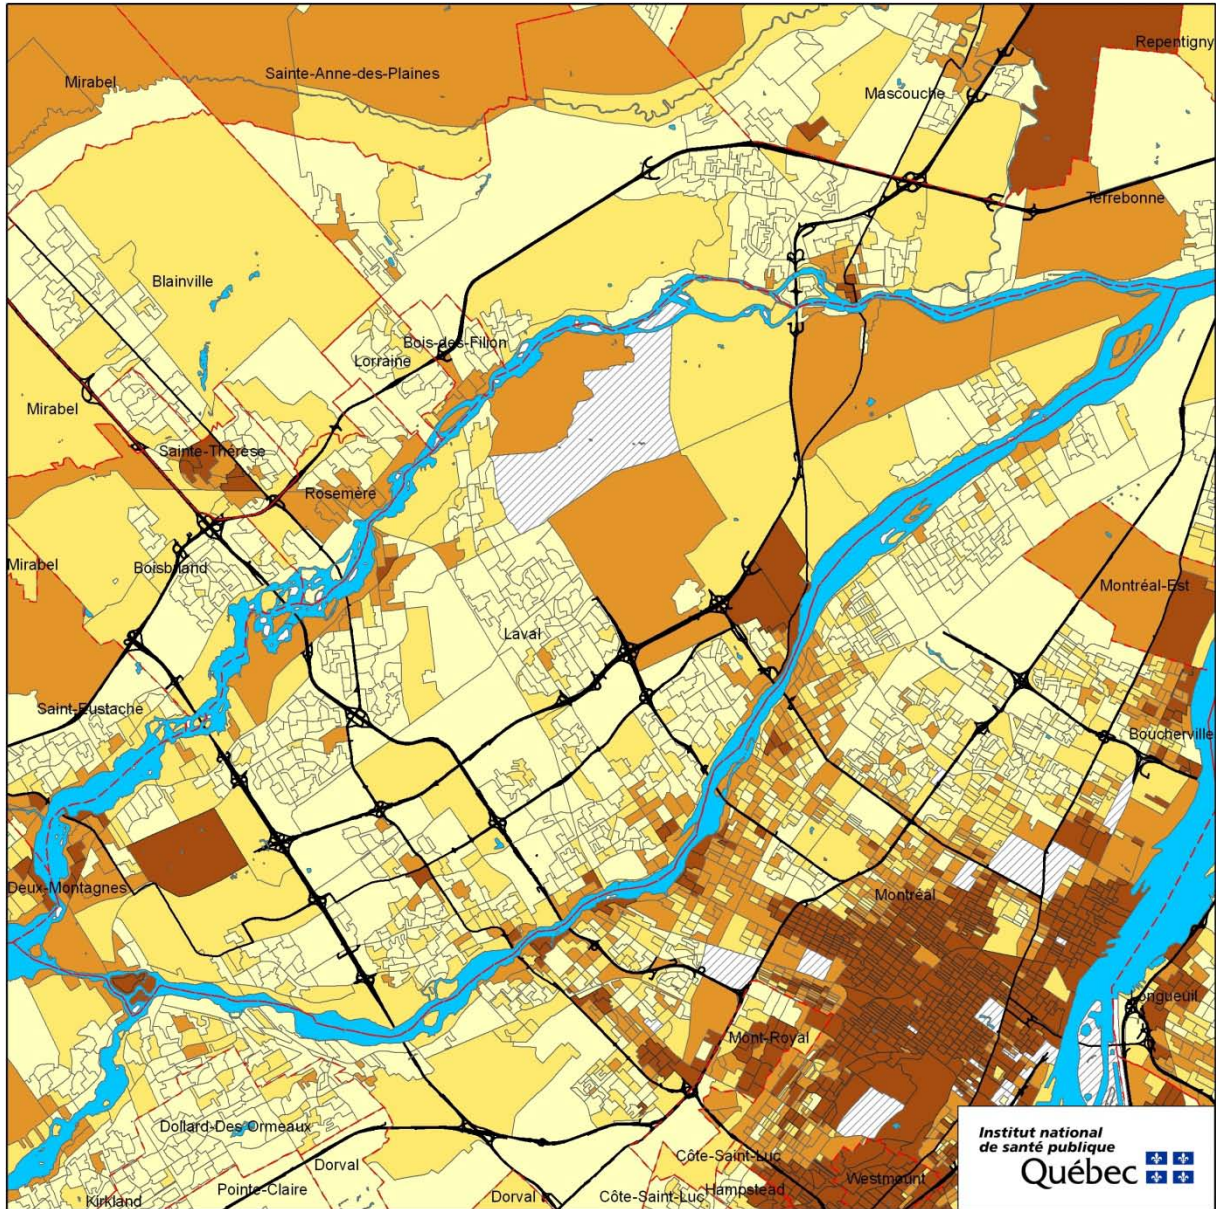 Repentigny
Sainte-Anne-des-Plaines
Mirabel
Mascouche
Terrebonne
Blainville
Bois-des-Filion
Lorraine
Mirabel
Sainte-Thérèse
Rosemère
Mirabel
Boisbriand
Montréal-Est
Laval
Saint-Eustache
Boucherville
Deux-Montagnes
Montréal
Longueuil
Mont-Royal
Dollard-Des Ormeaux
Côte-Saint-Luc
Dorval
Westmount
Pointe-Claire
Hampstead
Kirkland
Dorval
Côte-Saint-Luc
Institut national
de santé publique
Québec